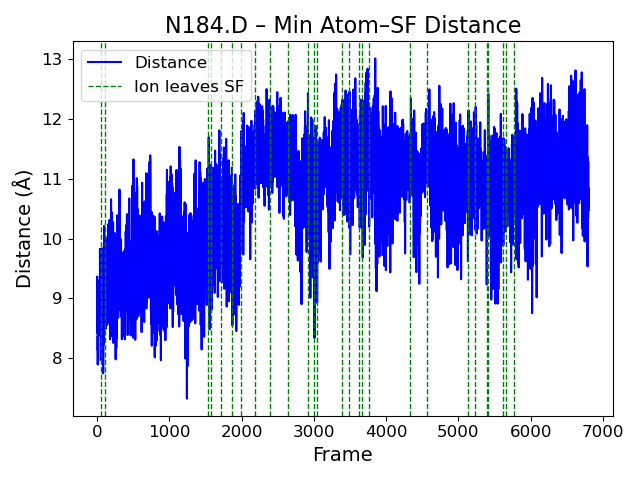 N184.D – Min Atom–SF Distance
Distance
Ion leaves SF
Distance (Å)
13
12
11
10
9
8
0 1000 2000 3000 4000 5000 6000 7000
Frame